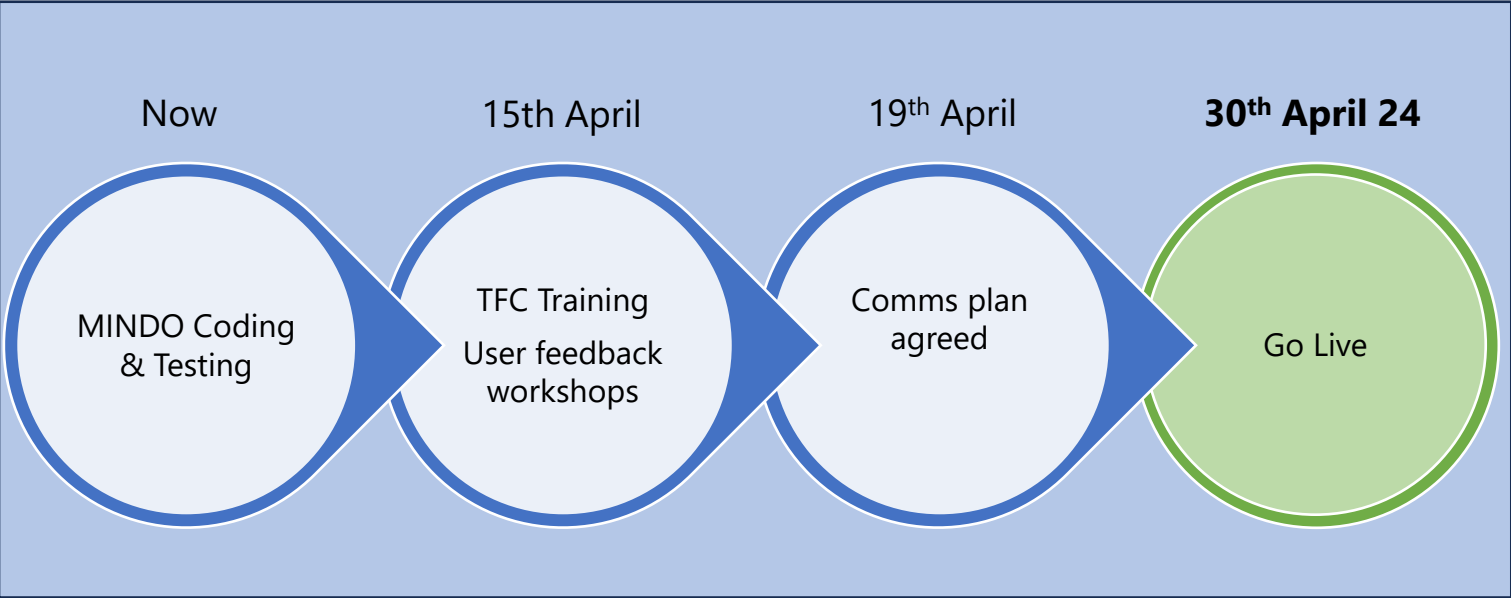 Now
15th April
19th April
30th April 24
MINDO Coding
& Testing
TFC Training
User feedback
workshops
Comms plan
agreed
Go Live